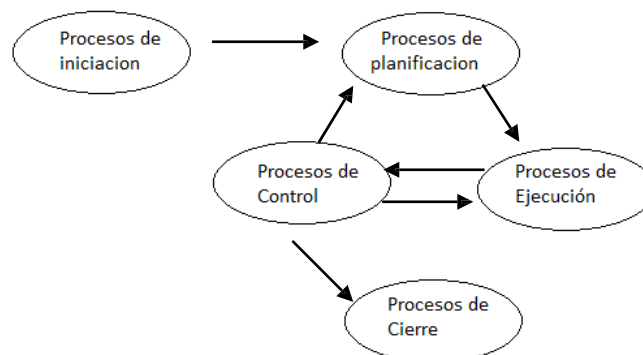 Procesos de
iniciacion
Procesos de
planificacion
Procesos de
Control
Procesos de
Ejecución
Procesos de
Cierre